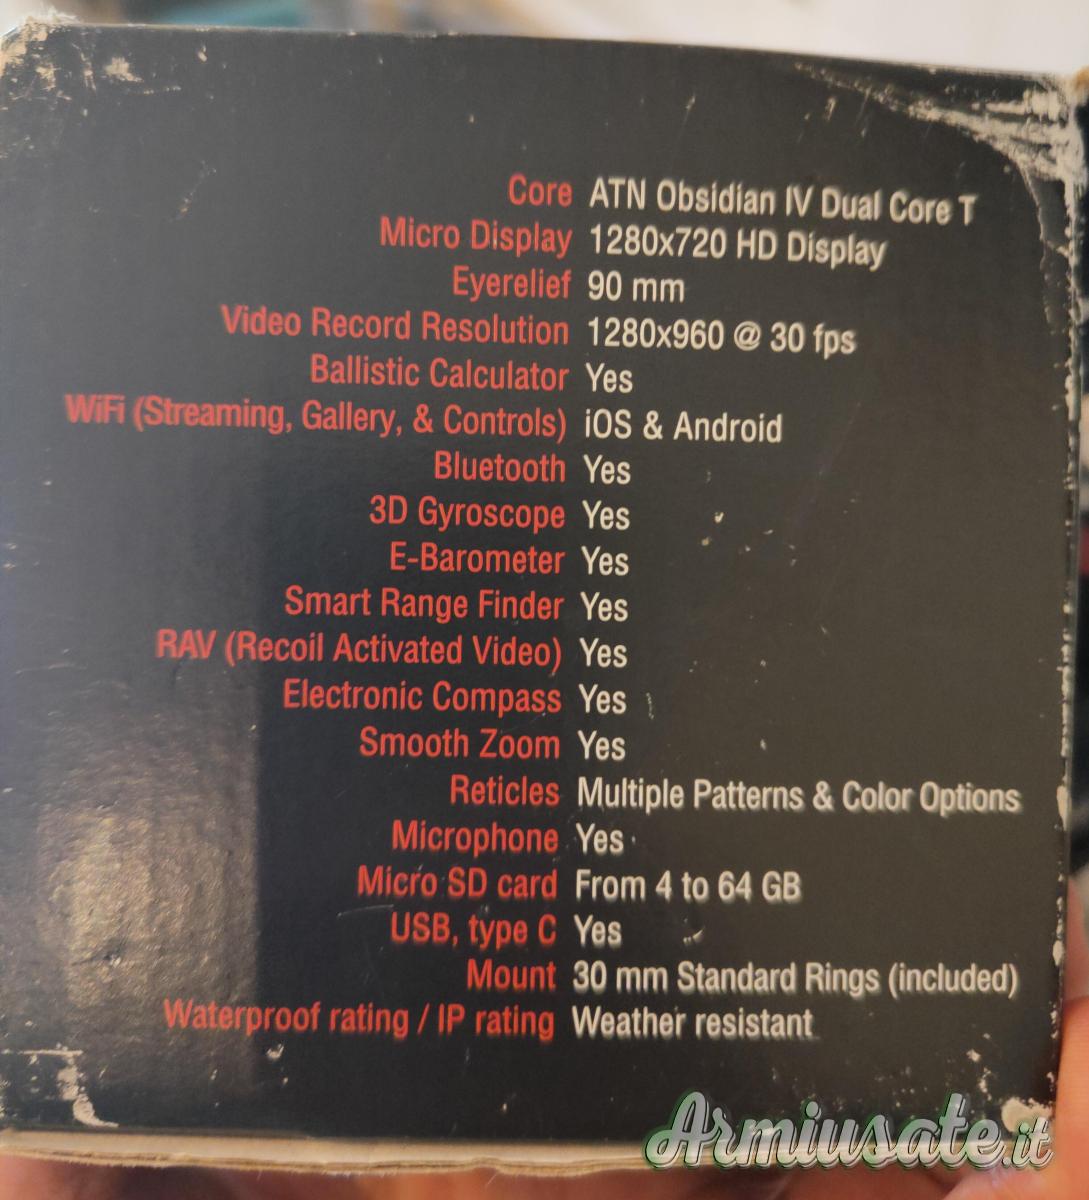 Core ATN Obsidian IV Dual Core T
Micro Display 1280x720 HD Display
Eyerelief 90 mm
Video Record Resolution 1280x960 @ 30 fps
Ballistic Calculator Yes
WiFi (Streaming, Gallery, & Controls) iOS & Android
Bluetooth Yes
3D Gyroscope Yes
E-Barometer Yes
Smart Range Finder Yes
RAV (Recoil Activated Video) Yes
Electronic Compass Yes
Smooth Zoom Yes
Reticles Multiple Patterns & Color Options
Microphone Yes
Micro SD card From 4 to 64 GB
USB, type C Yes
Mount 30 mm Standard Rings (included)
Waterproof rating / IP rating Weather resistant
Armiusate.it